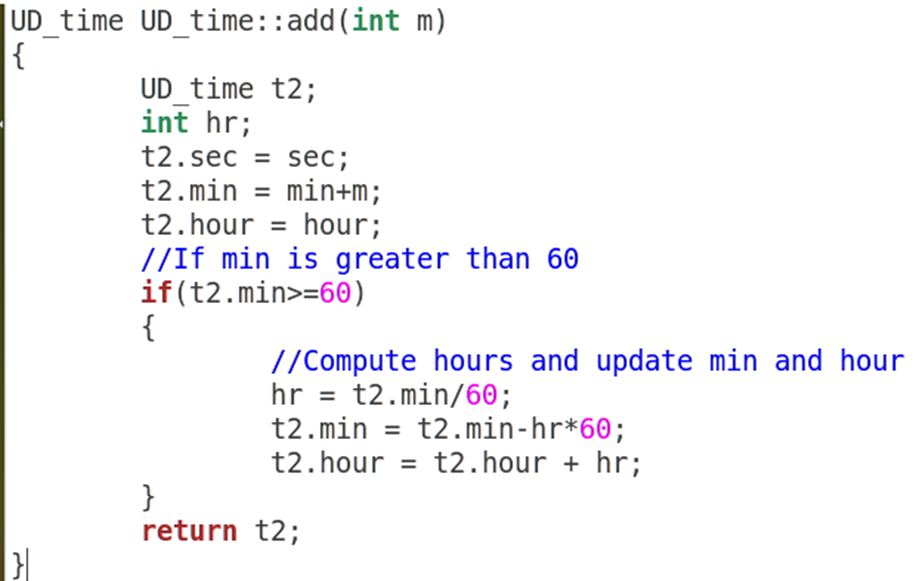 UD_time UD_time::add(int m)
{
UD_time t2;
int hr;
t2.sec = sec;
t2.min = min+m;
t2.hour = hour;
//If min is greater than 60
if(t2.min>=60)
{
//Compute hours and update min and hour
hr = t2.min/60;
t2.min = t2.min-hr*60;
t2.hour = t2.hour + hr;
}
return t2;
}